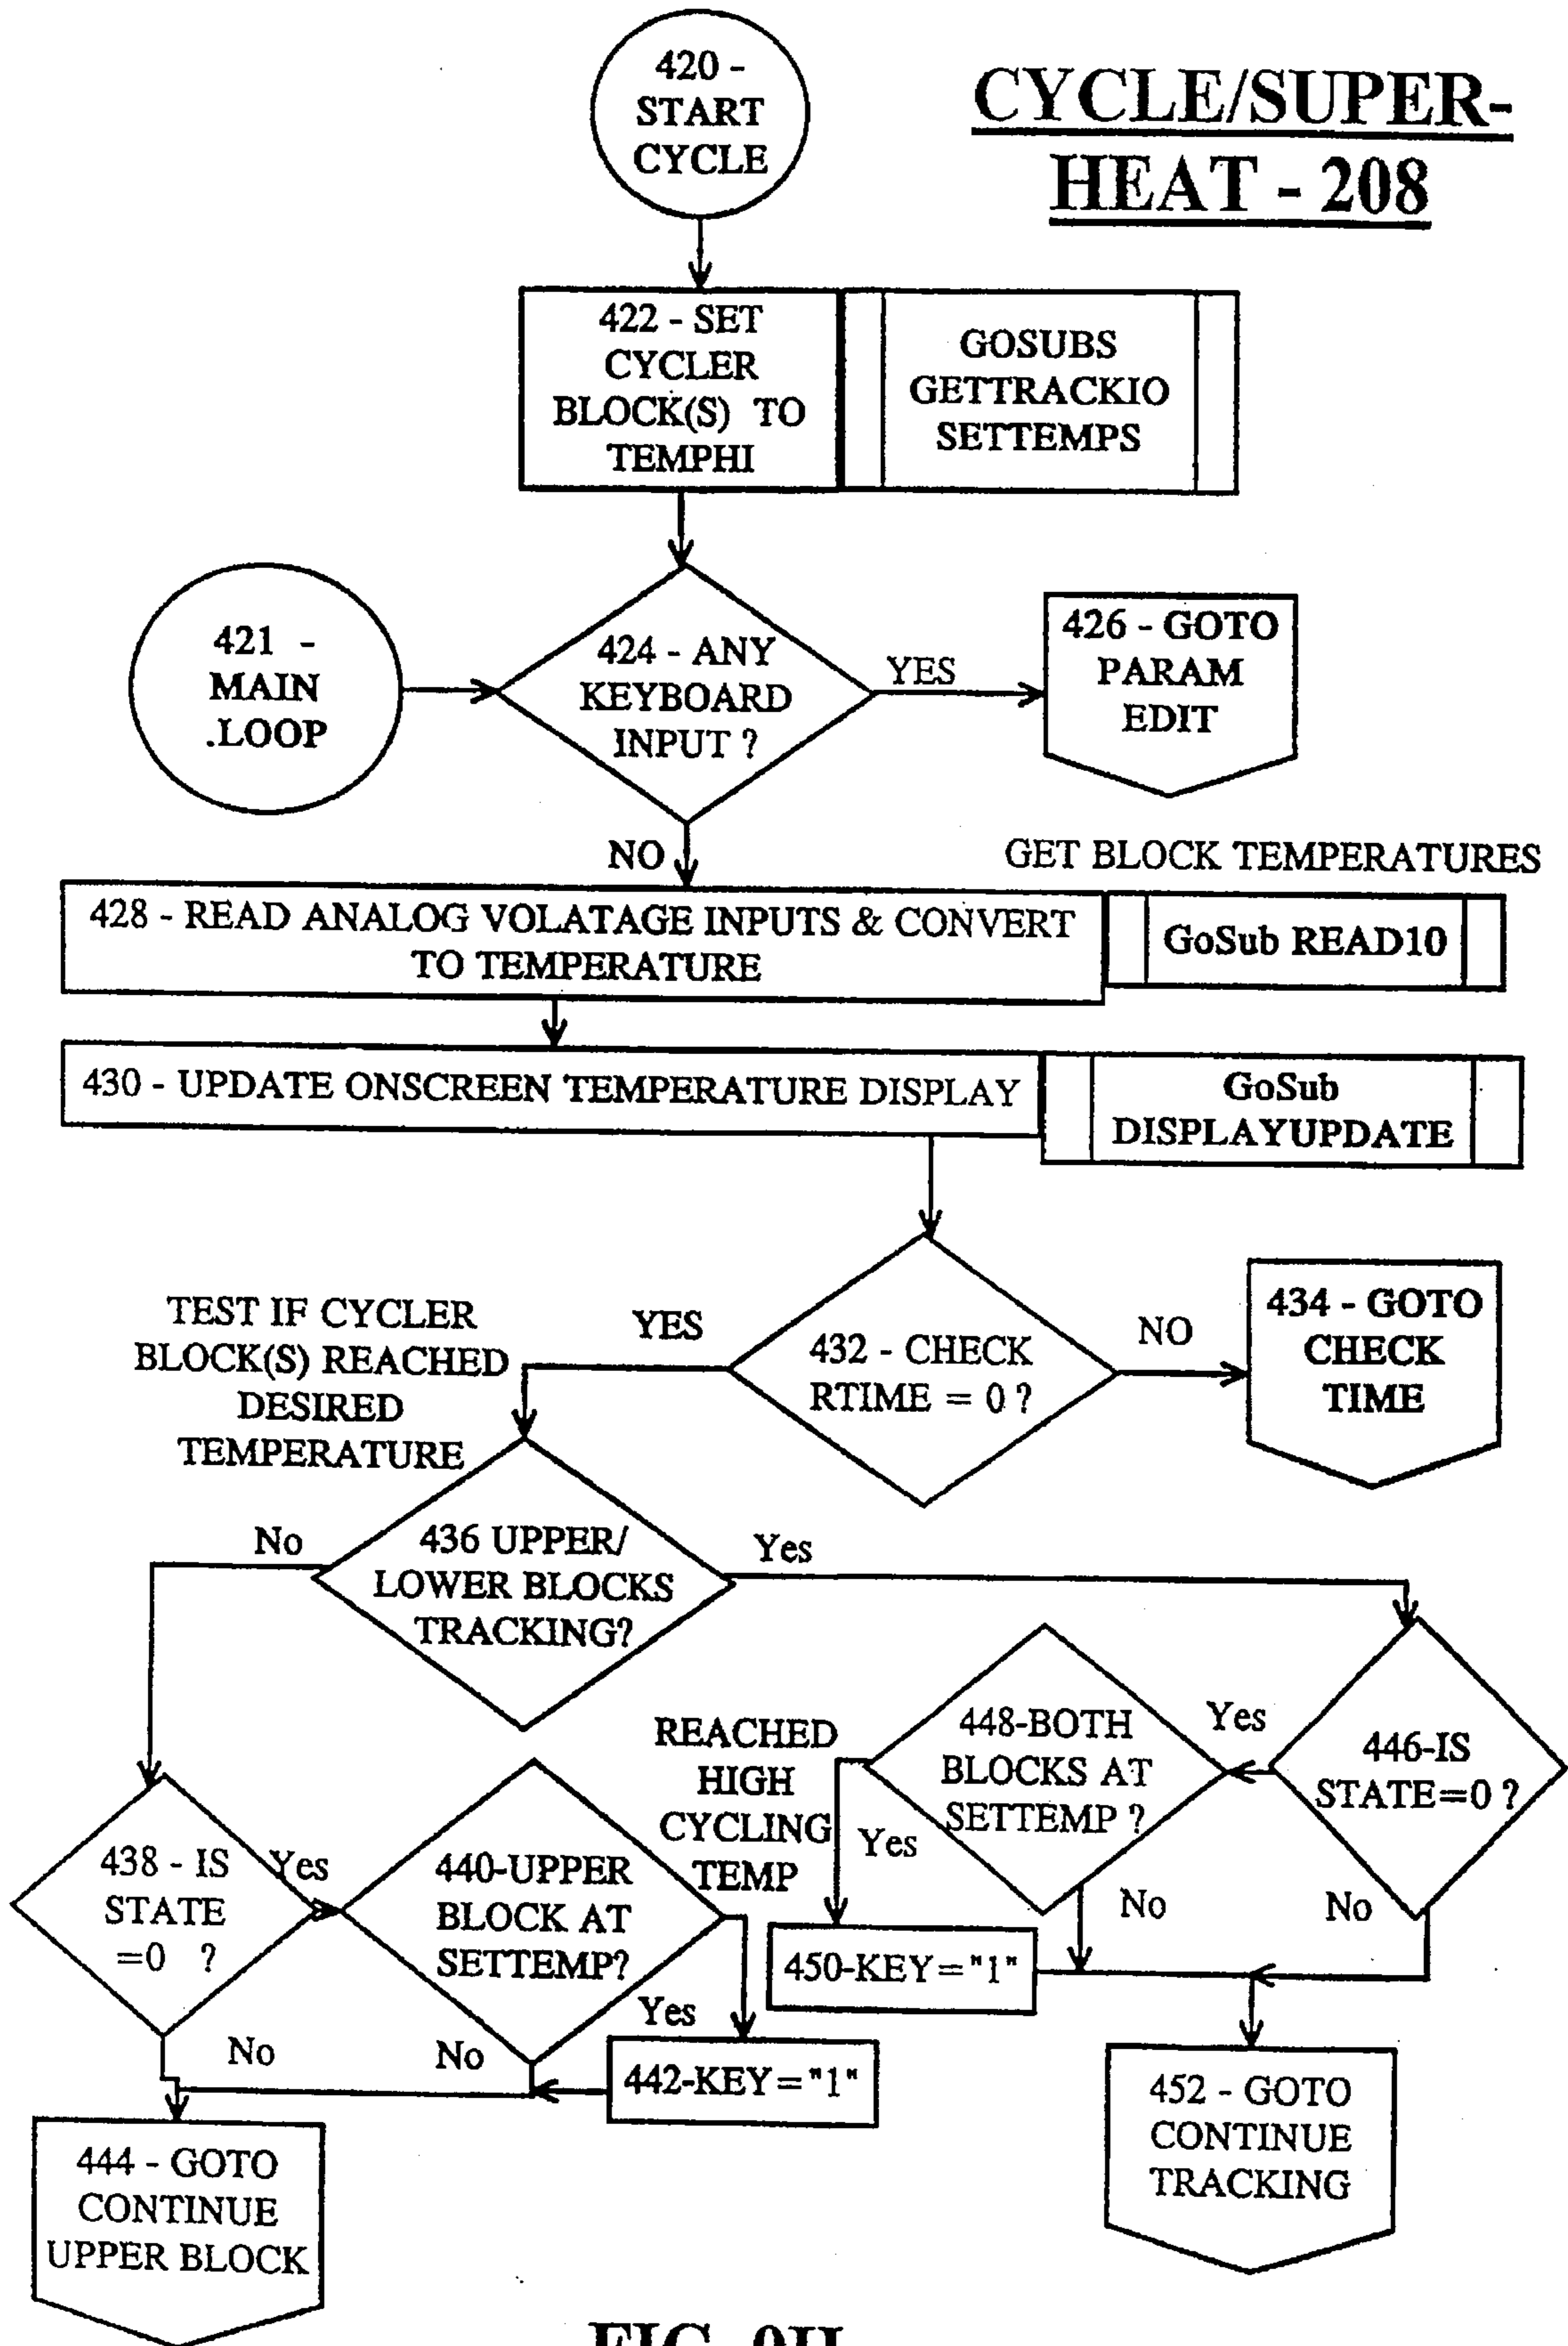 420 -
START
CYCLE
CYCLE/SUPER-
HEAT - 208
422 - SET
CYCLER
BLOCK(S) TO
TEMPHI
GOSUBS
GETTRACKIO
SETTEMPS
421 -
MAIN
.LOOP
424 - ANY
KEYBOARD
INPUT ?
YES
426 - GOTO
PARAM
EDIT
NO
GET BLOCK TEMPERATURES
428 - READ ANALOG VOLATAGE INPUTS & CONVERT
TO TEMPERATURE
GoSub READ10
430 - UPDATE ONSCREEN TEMPERATURE DISPLAY
GoSub
DISPLAYUPDATE
TEST IF CYCLER
BLOCK(S) REACHED
DESIRED
TEMPERATURE
YES
432 - CHECK
RTIME = 0 ?
NO
434 - GOTO
CHECK
TIME
No
436 UPPER/
LOWER BLOCKS
TRACKING?
Yes
REACHED
HIGH
CYCLING
TEMP
448-BOTH
BLOCKS AT
SETTEMP ?
Yes
446-IS
STATE=0 ?
Yes
No
No
438 - IS
STATE
=0 ?
Yes
440-UPPER
BLOCK AT
SETTEMP?
Yes
450-KEY="1"
No
No
442-KEY="1"
444 - GOTO
CONTINUE
UPPER BLOCK
452 - GOTO
CONTINUE
TRACKING